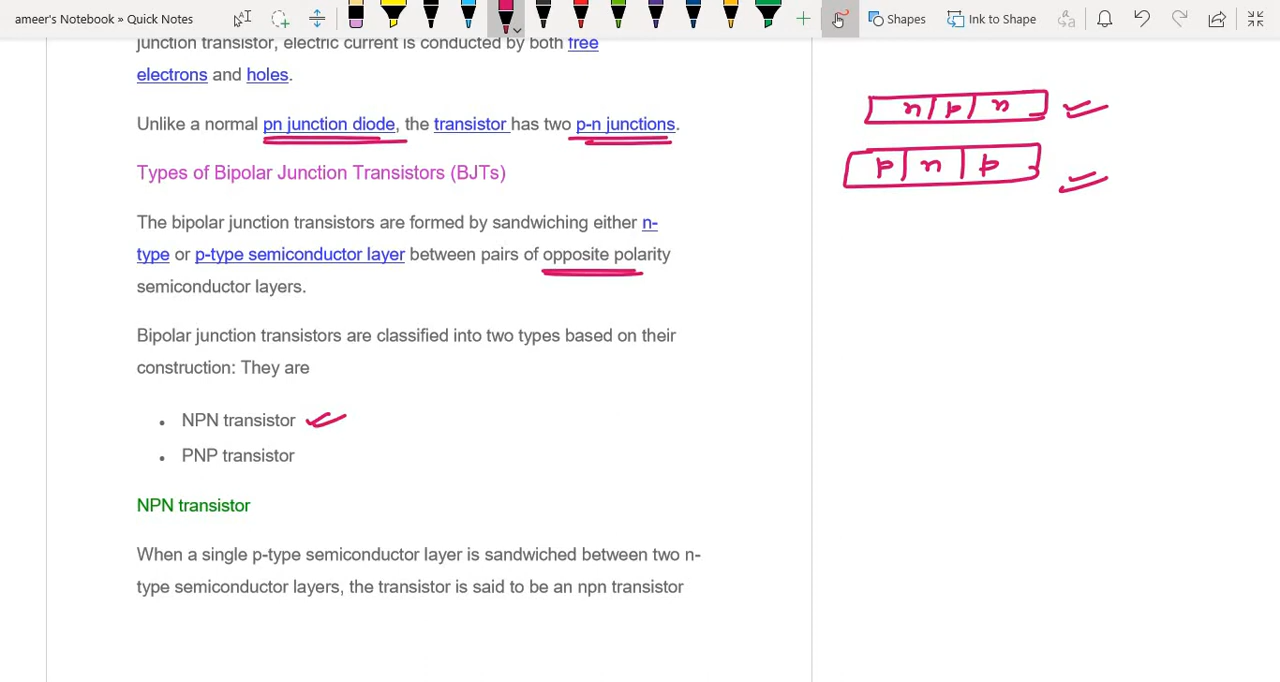 ameer's Notebook » Quick Notes
Shapes
Ink to Shape
junction transistor, electric current is conducted by both free
electrons and holes.
Unlike a normal pn junction diode, the transistor has two p-n junctions.
Types of Bipolar Junction Transistors (BJTs)
The bipolar junction transistors are formed by sandwiching either n-
type or p-type semiconductor layer between pairs of opposite polarity
semiconductor layers.
Bipolar junction transistors are classified into two types based on their
construction: They are
• NPN transistor
• PNP transistor
NPN transistor
When a single p-type semiconductor layer is sandwiched between two n-
type semiconductor layers, the transistor is said to be an npn transistor
n | p | n
p | n | p